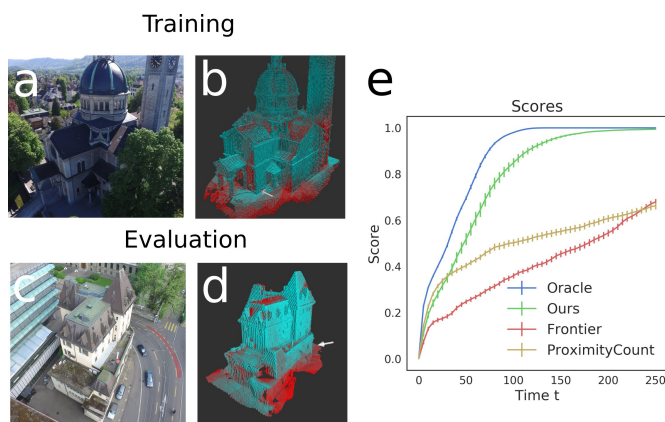 Training
a
b
e
Scores
1.0
0.8
0.6
0.4
0.2
0.0
Score
Oracle
Ours
Frontier
ProximityCount
0
50
100
150
200
250
Time t
Evaluation
c
d